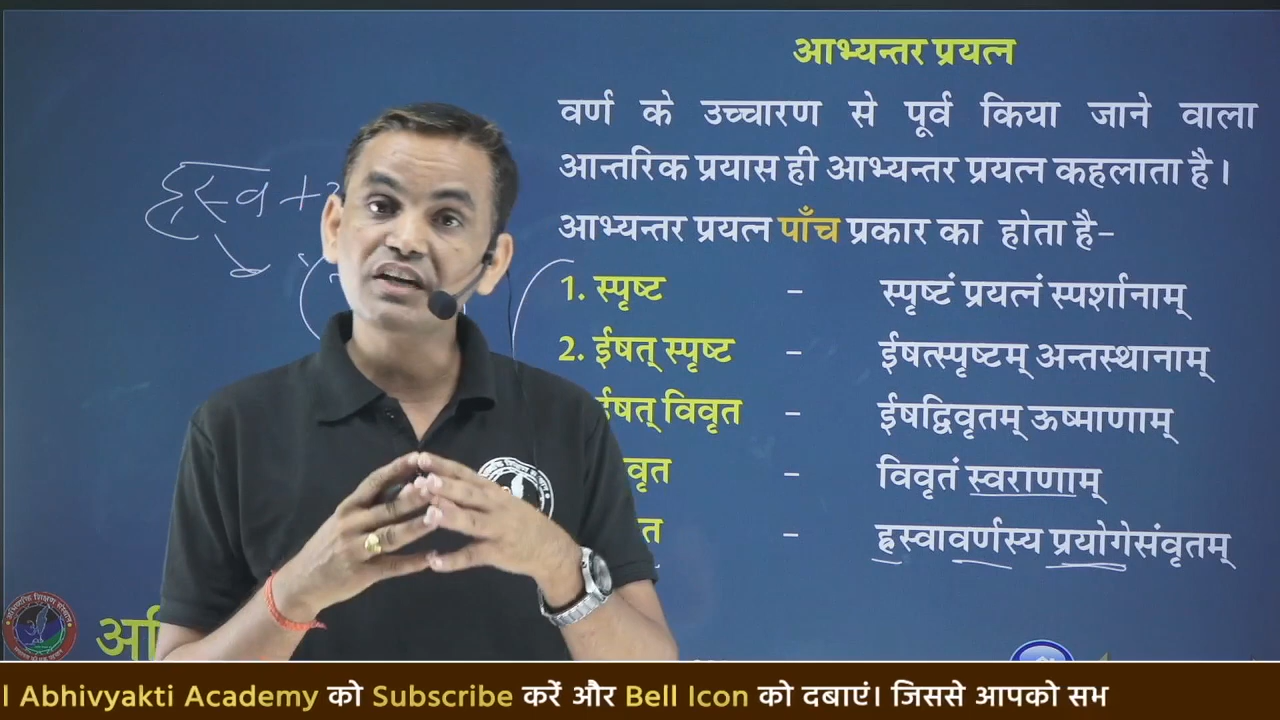 आभ्यन्तर प्रयत्न
वर्ण के उच्चारण से पूर्व किया जाने वाला
आन्तरिक प्रयास ही आभ्यन्तर प्रयत्न कहलाता है।
आभ्यन्तर प्रयत्न पाँच प्रकार का होता है-
1. स्पृष्ट - स्पृष्टं प्रयत्नं स्पर्शानाम्
2. ईषत् स्पृष्ट - ईषत्स्पृष्टम् अन्तस्थानाम्
ईषत् विवृत - ईषद्विवृतम् ऊष्माणाम्
वृत - विवृतं स्वराणाम्
त - ह्रस्वावर्णस्य प्रयोगेसंवृतम्
ह्रस्व +
l Abhivyakti Academy को Subscribe करें और Bell Icon को दबाएं। जिससे आपको सभ